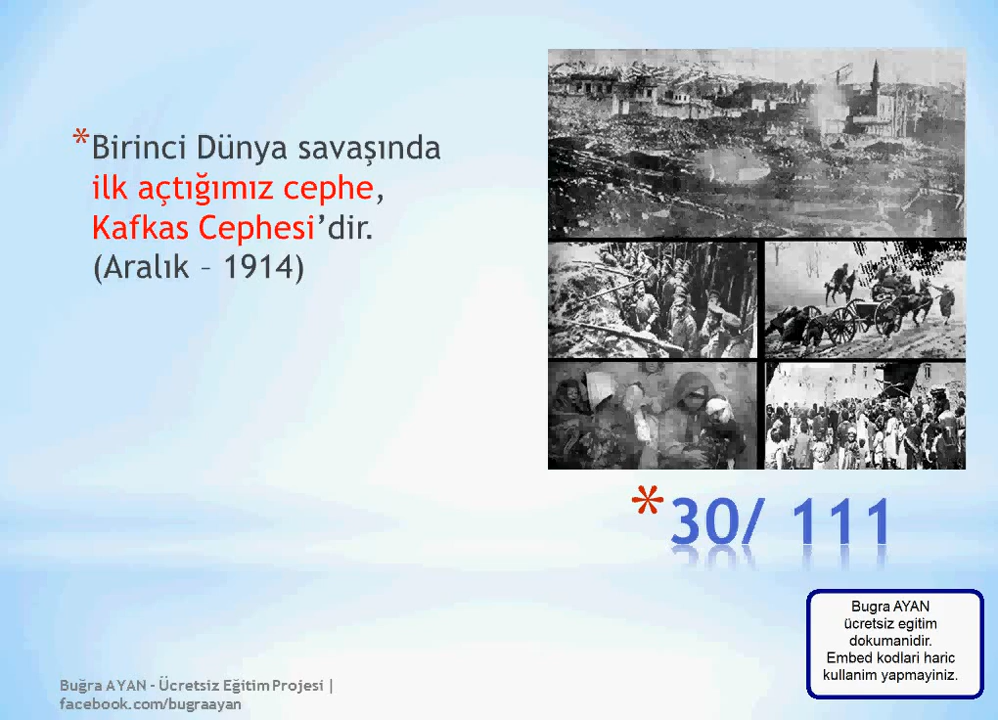 *Birinci Dünya savaşında
ilk açtığımız cephe,
Kafkas Cephesi’dir.
(Aralık – 1914)
*30/ 111
Bugra AYAN
ücretsiz egitim
dokumanidir.
Embed kodlari haric
kullanim yapmayiniz.
Buğra AYAN - Ücretsiz Eğitim Projesi |
facebook.com/bugraayan